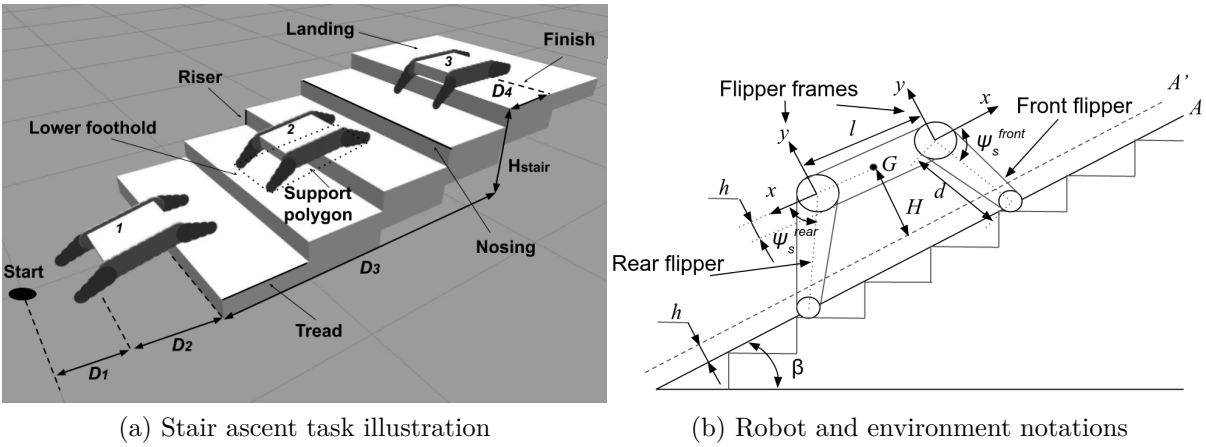 Landing
Finish
3
D4
Riser
Lower foothold
2
Hstair
Support
polygon
1
Nosing
Start
D3
Tread
D2
D1
(a) Stair ascent task illustration
A'
A
Flipper frames
y
x
Front flipper
l
y
ψs front
G
h
x
d
H
ψs rear
Rear flipper
h
β
(b) Robot and environment notations